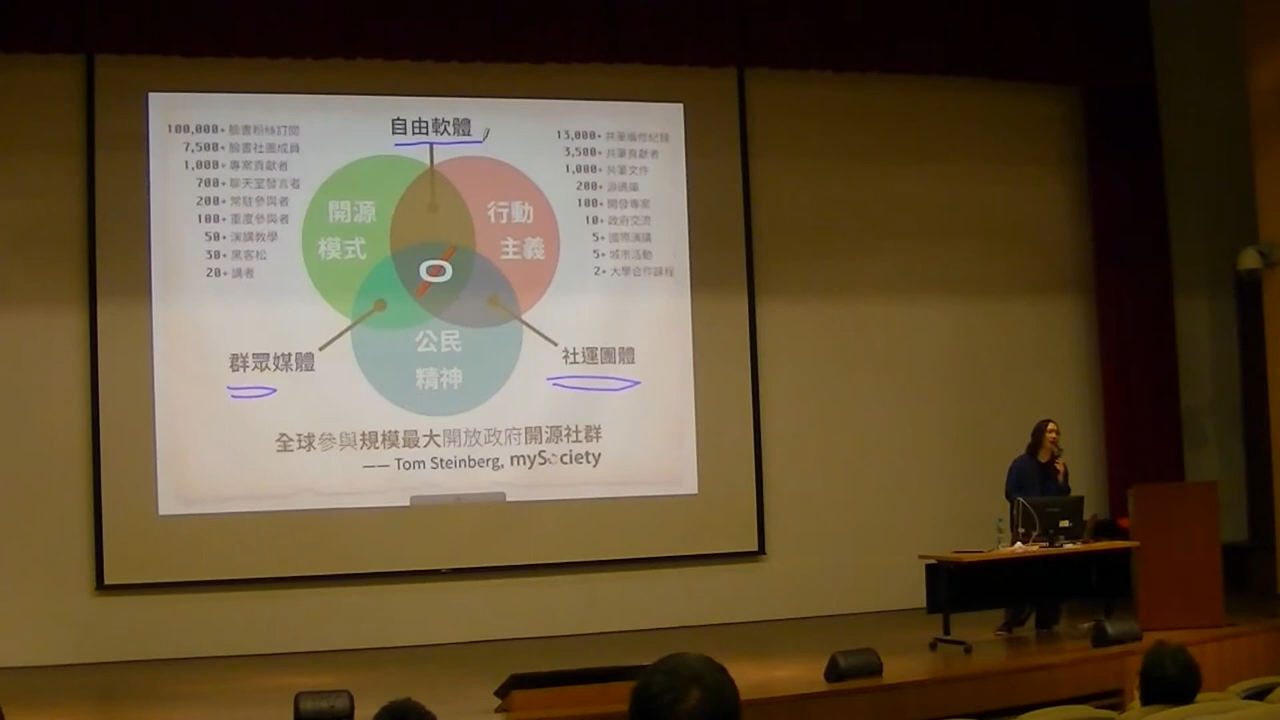 自由軟體
100,000+ 臉書粉絲訂閱
7,500+ 臉書社團成員
1,000+ 專案貢獻者
700+ 聊天室發言者
200+ 常駐參與者
100+ 重度參與者
50+ 演講教學
30+ 黑客松
20+ 講者
13,000+ 共筆編修紀錄
3,500+ 共筆貢獻者
1,000+ 共筆文件
200+ 源碼庫
100+ 開發專案
10+ 政府交流
5+ 國際演講
5+ 城市活動
2+ 大學合作課程
開源
模式
行動
主義
公民
精神
群眾媒體
社運團體
全球參與規模最大開放政府開源社群
—— Tom Steinberg, mySociety